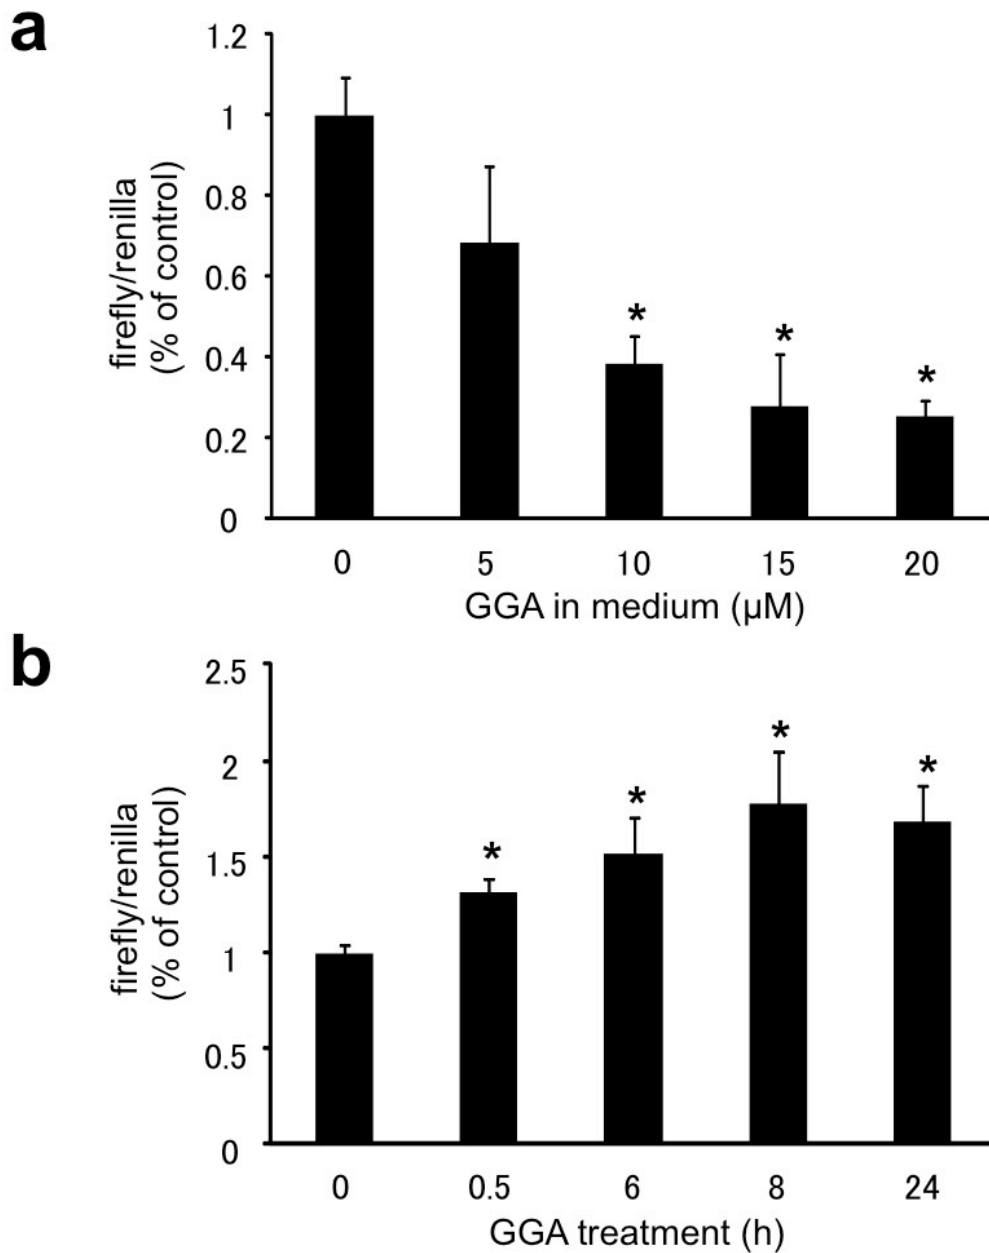 a
1.2
1
0.8
0.6
0.4
0.2
0
firefly/renilla
(% of control)
*
*
*
0 5 10 15 20
GGA in medium (μM)
b
2.5
2
1.5
1
0.5
0
firefly/renilla
(% of control)
*
*
*
*
0 0.5 6 8 24
GGA treatment (h)